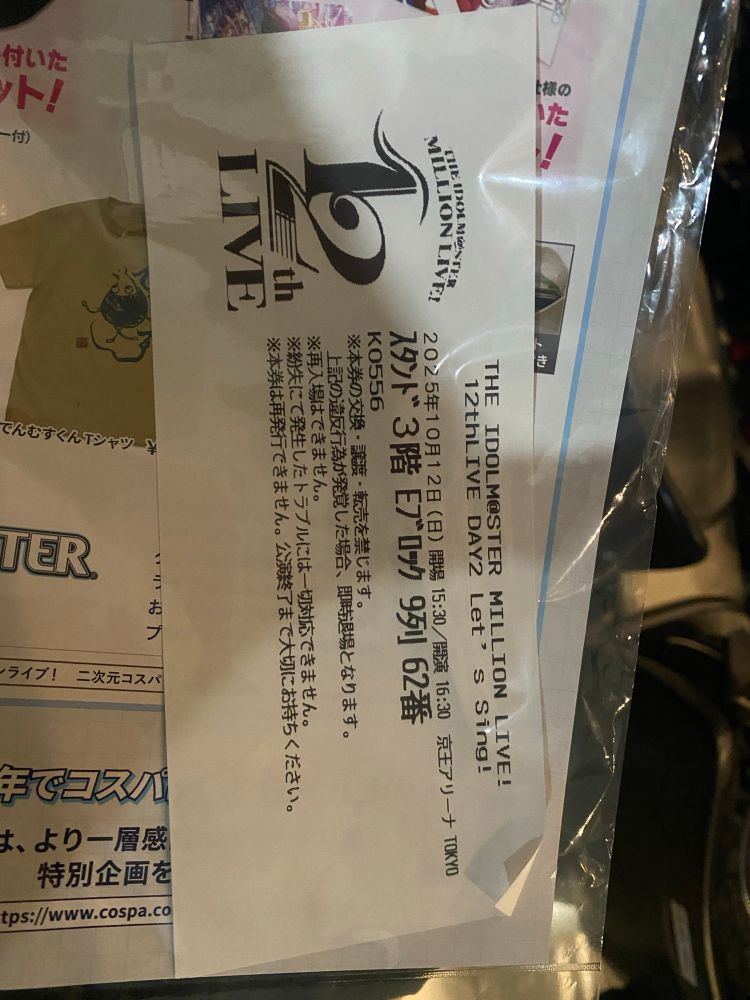 THE IDOLM@STER
MILLION LIVE!
12th
LIVE
THE IDOLM@STER MILLION LIVE!
12thLIVE DAY2 Let's Sing!
2025年10月12日(日) 開場 15:30/開演 16:30 京王アリーナ TOKYO
スタンド 3階 Eブロック 9列 62番
K0556
※本券の交換・譲渡・転売を禁じます。
上記の違反行為が発覚した場合、即時退場となります。
※再入場はできません。
※紛失にて発生したトラブルには一切対応できません。
※本券は再発行できません。公演終了まで大切にお持ちください。
付いた
ット!
ー付)
でんむすくんTシャツ ¥
TER
ンライブ! 二次元コスパ
年でコスパ
は、より一層感
特別企画を
ttps://www.cospa.co
仕様の
いた
!